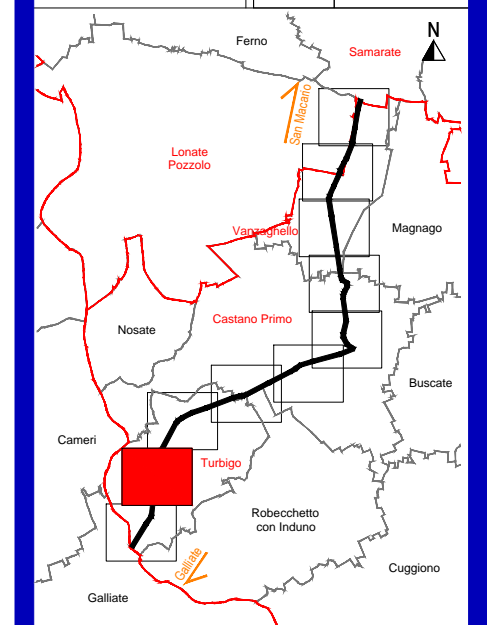 Ferno
N
Samarate
San Macario
Lonate
Pozzolo
Vanzaghello
Magnago
Nosate
Castano Primo
Buscate
Cameri
Turbigo
Robecchetto
con Induno
Galliate
Cuggiono
Galliate